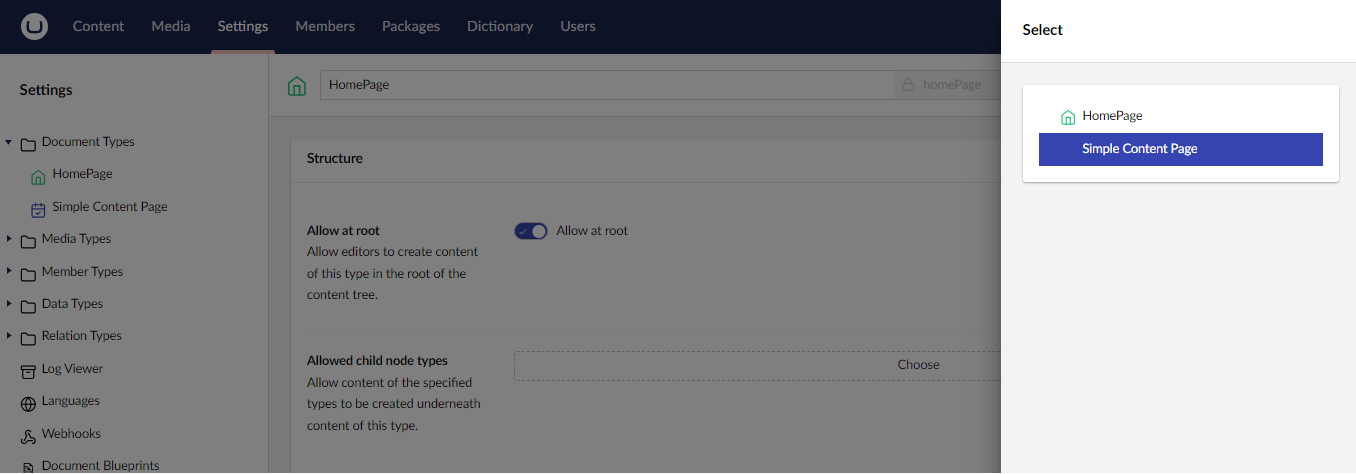 Content Media Settings Members Packages Dictionary Users
Select
Settings
HomePage
homePage
Document Types
HomePage
Simple Content Page
Media Types
Member Types
Data Types
Relation Types
Log Viewer
Languages
Webhooks
Document Blueprints
Structure
Allow at root
Allow editors to create content
of this type in the root of the
content tree.
Allow at root
Allowed child node types
Allow content of the specified
types to be created underneath
content of this type.
Choose
HomePage
Simple Content Page